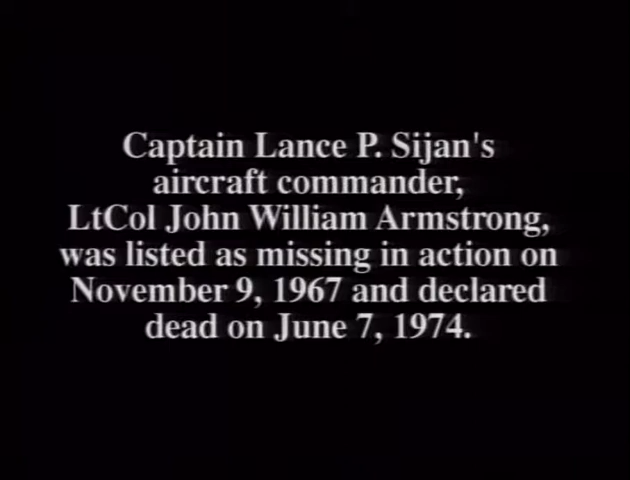 Captain Lance P. Sijan's
aircraft commander,
LtCol John William Armstrong,
was listed as missing in action on
November 9, 1967 and declared
dead on June 7, 1974.